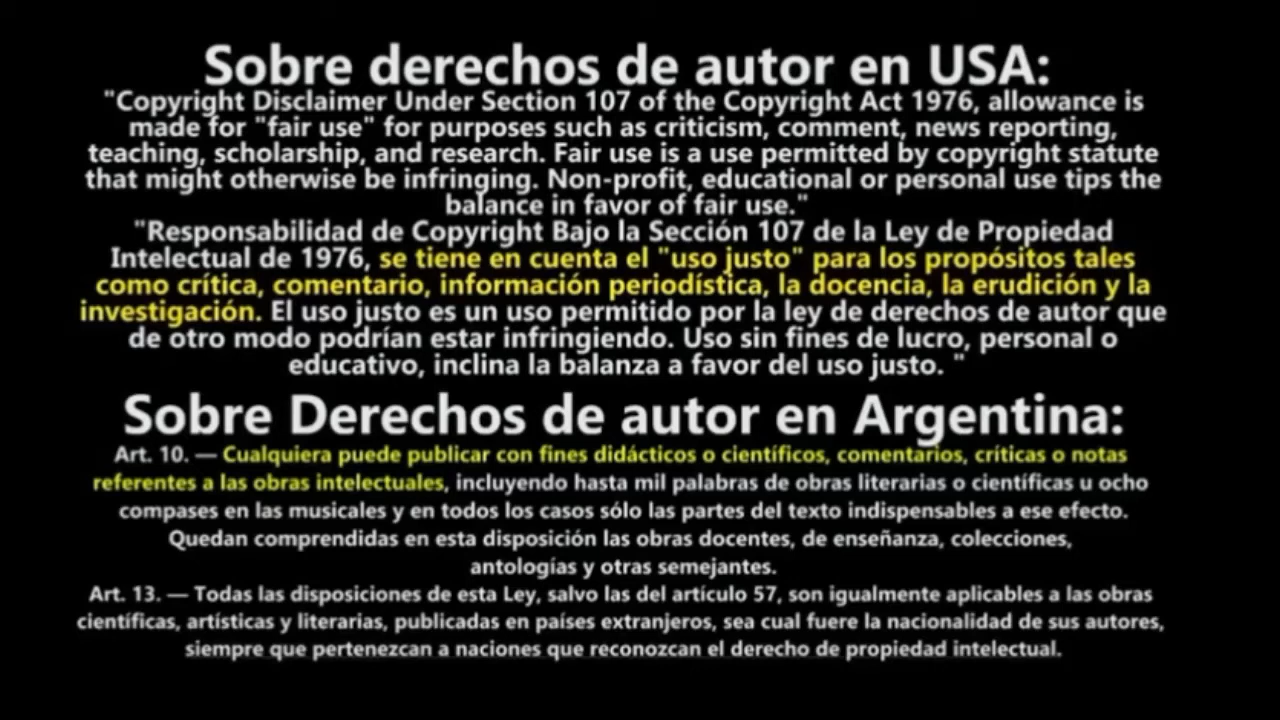 Sobre derechos de autor en USA:
"Copyright Disclaimer Under Section 107 of the Copyright Act 1976, allowance is
made for "fair use" for purposes such as criticism, comment, news reporting,
teaching, scholarship, and research. Fair use is a use permitted by copyright statute
that might otherwise be infringing. Non-profit, educational or personal use tips the
balance in favor of fair use."
"Responsabilidad de Copyright Bajo la Sección 107 de la Ley de Propiedad
Intelectual de 1976, se tiene en cuenta el "uso justo" para los propósitos tales
como crítica, comentario, información periodística, la docencia, la erudición y la
investigación. El uso justo es un uso permitido por la ley de derechos de autor que
de otro modo podrían estar infringiendo. Uso sin fines de lucro, personal o
educativo, inclina la balanza a favor del uso justo. "
Sobre Derechos de autor en Argentina:
Art. 10. — Cualquiera puede publicar con fines didácticos o científicos, comentarios, críticas o notas
referentes a las obras intelectuales, incluyendo hasta mil palabras de obras literarias o científicas u ocho
compases en las musicales y en todos los casos sólo las partes del texto indispensables a ese efecto.
Quedan comprendidas en esta disposición las obras docentes, de enseñanza, colecciones,
antologías y otras semejantes.
Art. 13. — Todas las disposiciones de esta Ley, salvo las del artículo 57, son igualmente aplicables a las obras
científicas, artísticas y literarias, publicadas en países extranjeros, sea cual fuere la nacionalidad de sus autores,
siempre que pertenezcan a naciones que reconozcan el derecho de propiedad intelectual.